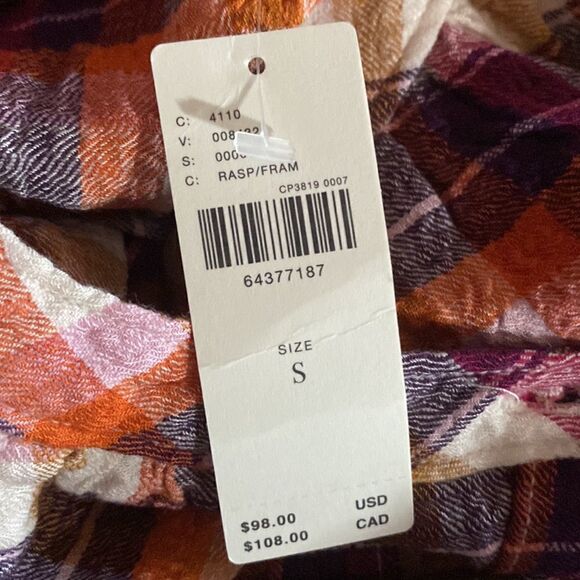 C: 4110
V:
S:
C: RASP/FRAM
CP3819 0007
64377187
SIZE
S
$98.00 USD
$108.00 CAD